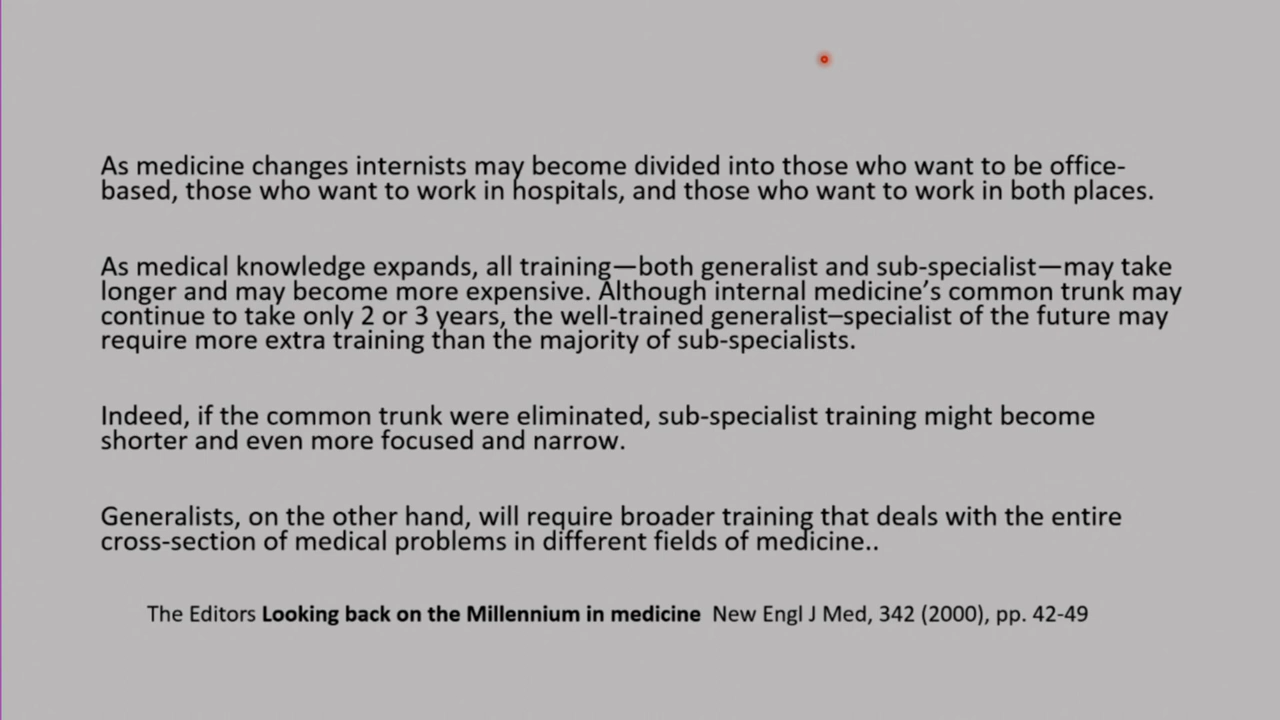 As medicine changes internists may become divided into those who want to be office-
based, those who want to work in hospitals, and those who want to work in both places.
As medical knowledge expands, all training—both generalist and sub-specialist—may take
longer and may become more expensive. Although internal medicine’s common trunk may
continue to take only 2 or 3 years, the well-trained generalist–specialist of the future may
require more extra training than the majority of sub-specialists.
Indeed, if the common trunk were eliminated, sub-specialist training might become
shorter and even more focused and narrow.
Generalists, on the other hand, will require broader training that deals with the entire
cross-section of medical problems in different fields of medicine..
The Editors Looking back on the Millennium in medicine New Engl J Med, 342 (2000), pp. 42-49